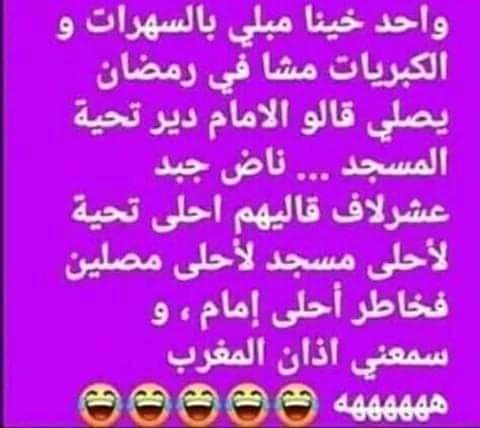 واحد خينا مبلي بالسهرات و
الكبريات مشا في رمضان
يصلي قالو الامام دير تحية
المسجد ... ناض جبد
عشرلاف قاليهم احلى تحية
لأحلى مسجد لأحلى مصلين
فخاطر أحلى إمام ، و
سمعني اذان المغرب
ههههههه 😂😂😂😂😂